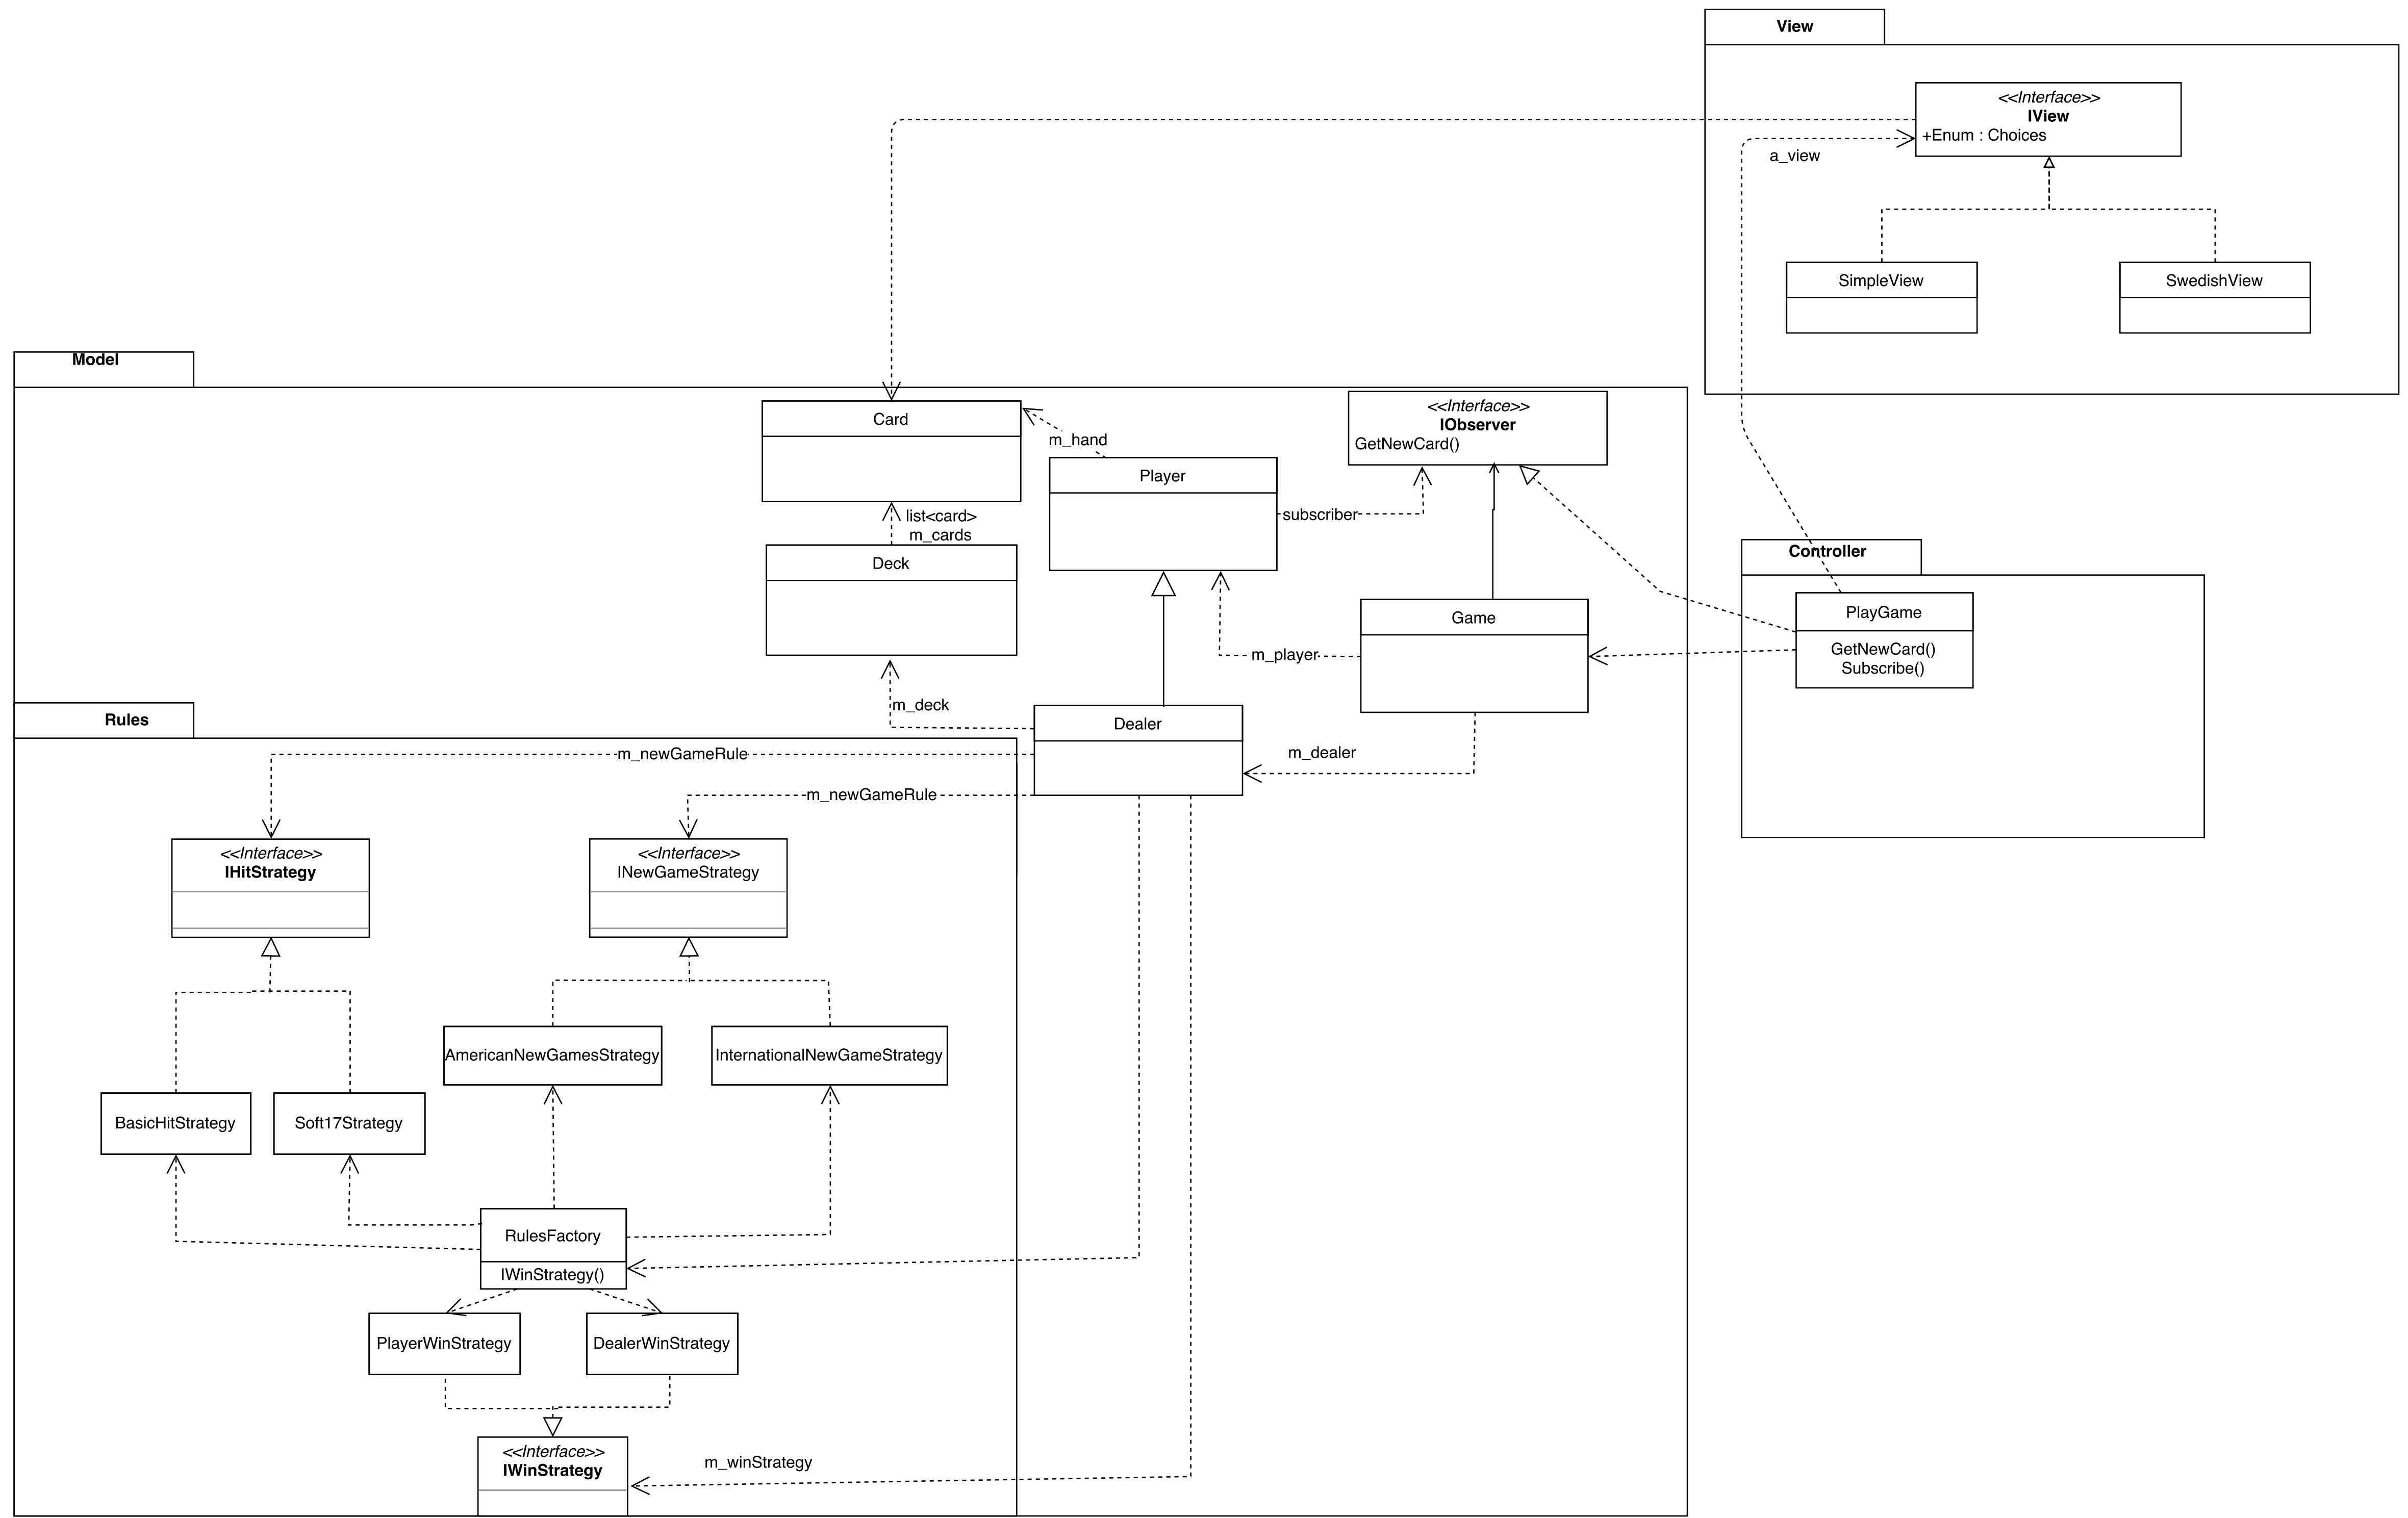 View
<<Interface>>
IView
+Enum : Choices
a_view
SimpleView
SwedishView
Model
Card
<<Interface>>
IObserver
GetNewCard()
m_hand
Player
subscriber
list<card>
m_cards
Deck
Controller
Game
PlayGame
GetNewCard()
Subscribe()
m_player
m_deck
Rules
Dealer
m_dealer
m_newGameRule
m_newGameRule
<<Interface>>
IHitStrategy
<<Interface>>
INewGameStrategy
AmericanNewGamesStrategy
InternationalNewGameStrategy
BasicHitStrategy
Soft17Strategy
RulesFactory
IWinStrategy()
PlayerWinStrategy
DealerWinStrategy
<<Interface>>
IWinStrategy
m_winStrategy